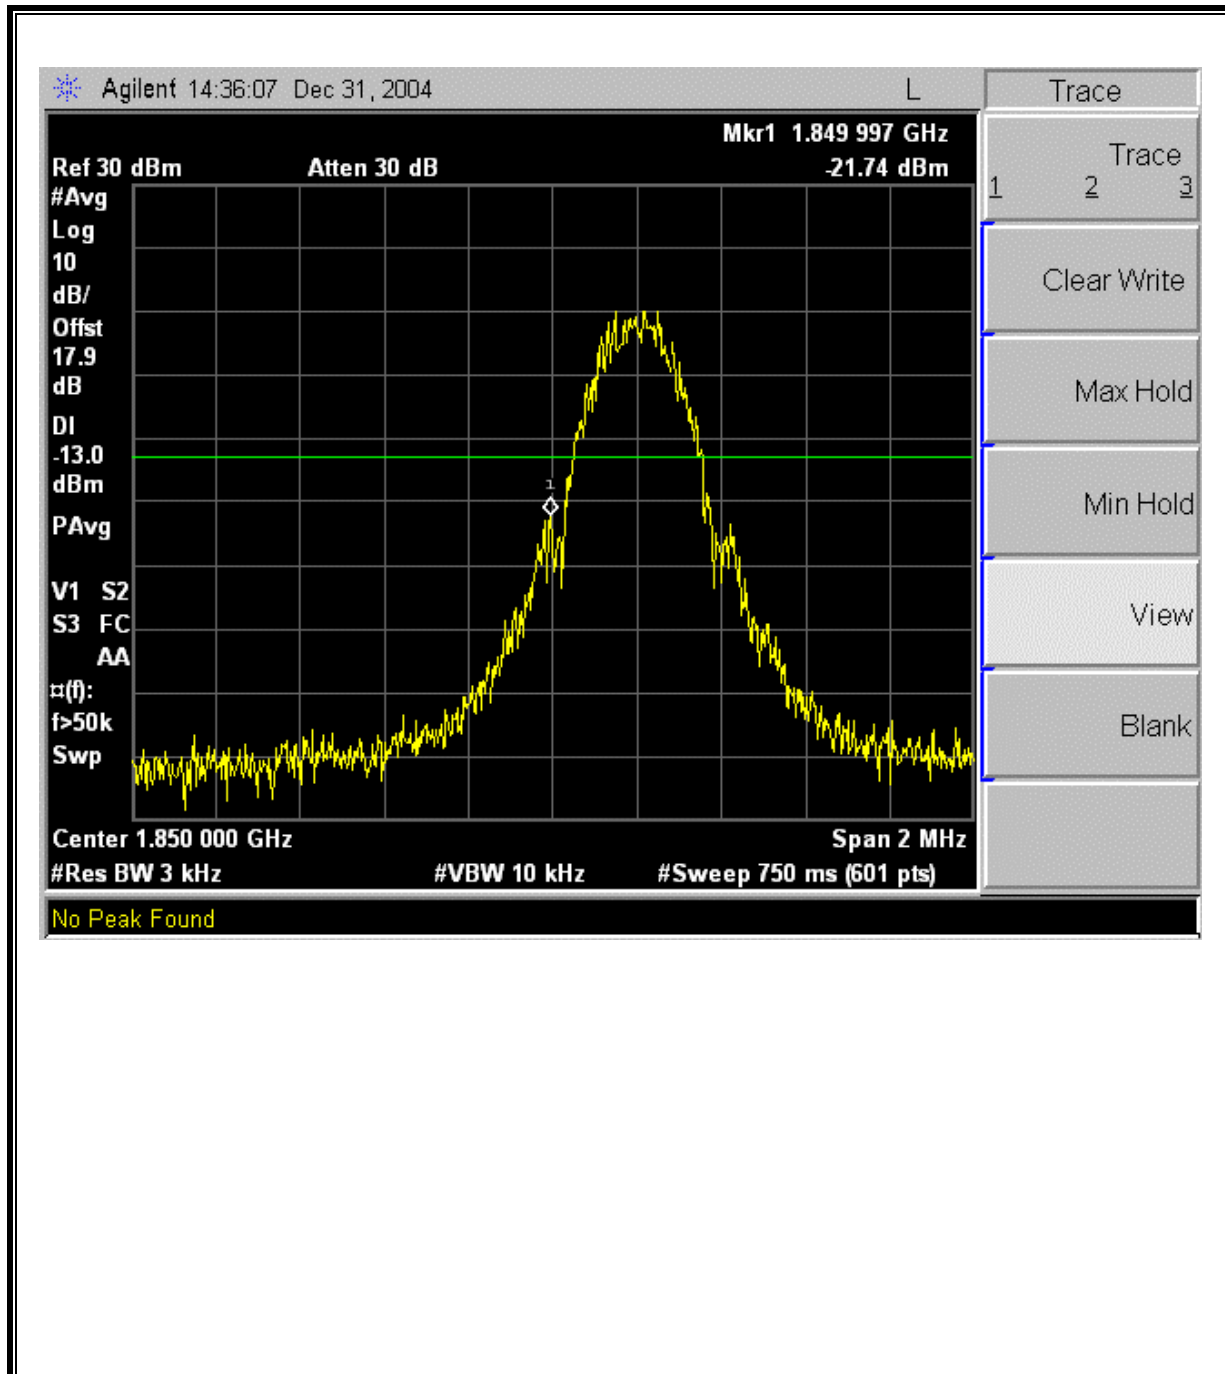 Agilent 14:36:07 Dec 31, 2004 L Trace
Mkr1 1.849 997 GHz
Ref 30 dBm Atten 30 dB -21.74 dBm
#Avg
Log
10
dB/
Offst
17.9
dB
DI
-13.0
dBm
PAvg
V1 S2
S3 FC
AA
¤(f):
f>50k
Swp
1
Center 1.850 000 GHz Span 2 MHz
#Res BW 3 kHz #VBW 10 kHz #Sweep 750 ms (601 pts)
No Peak Found
Trace
1 2 3
Clear Write
Max Hold
Min Hold
View
Blank